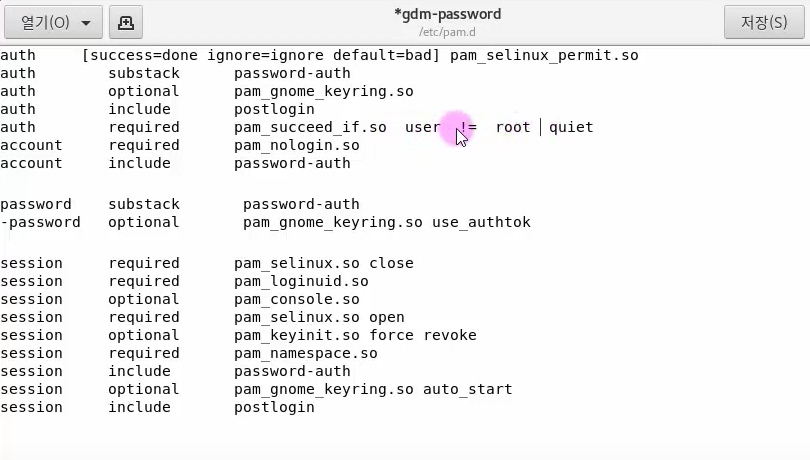 열기(O)
*gdm-password
/etc/pam.d
저장(S)
auth [success=done ignore=ignore default=bad] pam_selinux_permit.so
auth substack password-auth
auth optional pam_gnome_keyring.so
auth include postlogin
auth required pam_succeed_if.so user != root quiet
account required pam_nologin.so
account include password-auth
password substack password-auth
-password optional pam_gnome_keyring.so use_authtok
session required pam_selinux.so close
session required pam_loginuid.so
session optional pam_console.so
session required pam_selinux.so open
session optional pam_keyinit.so force revoke
session required pam_namespace.so
session include password-auth
session optional pam_gnome_keyring.so auto_start
session include postlogin